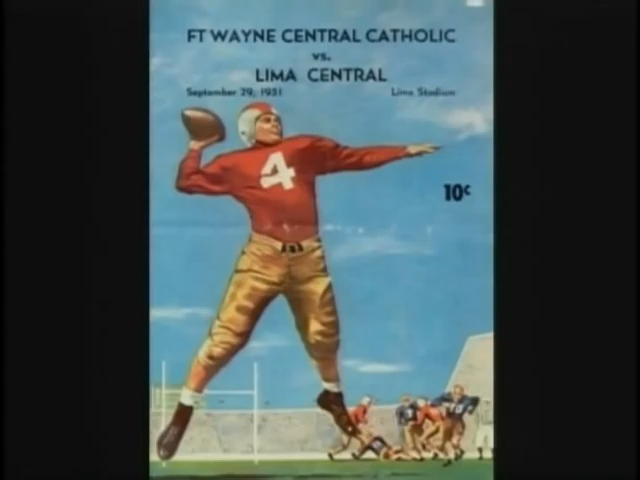 FT WAYNE CENTRAL CATHOLIC
vs.
LIMA CENTRAL
September 29, 1951 Lima Stadium
4
10¢